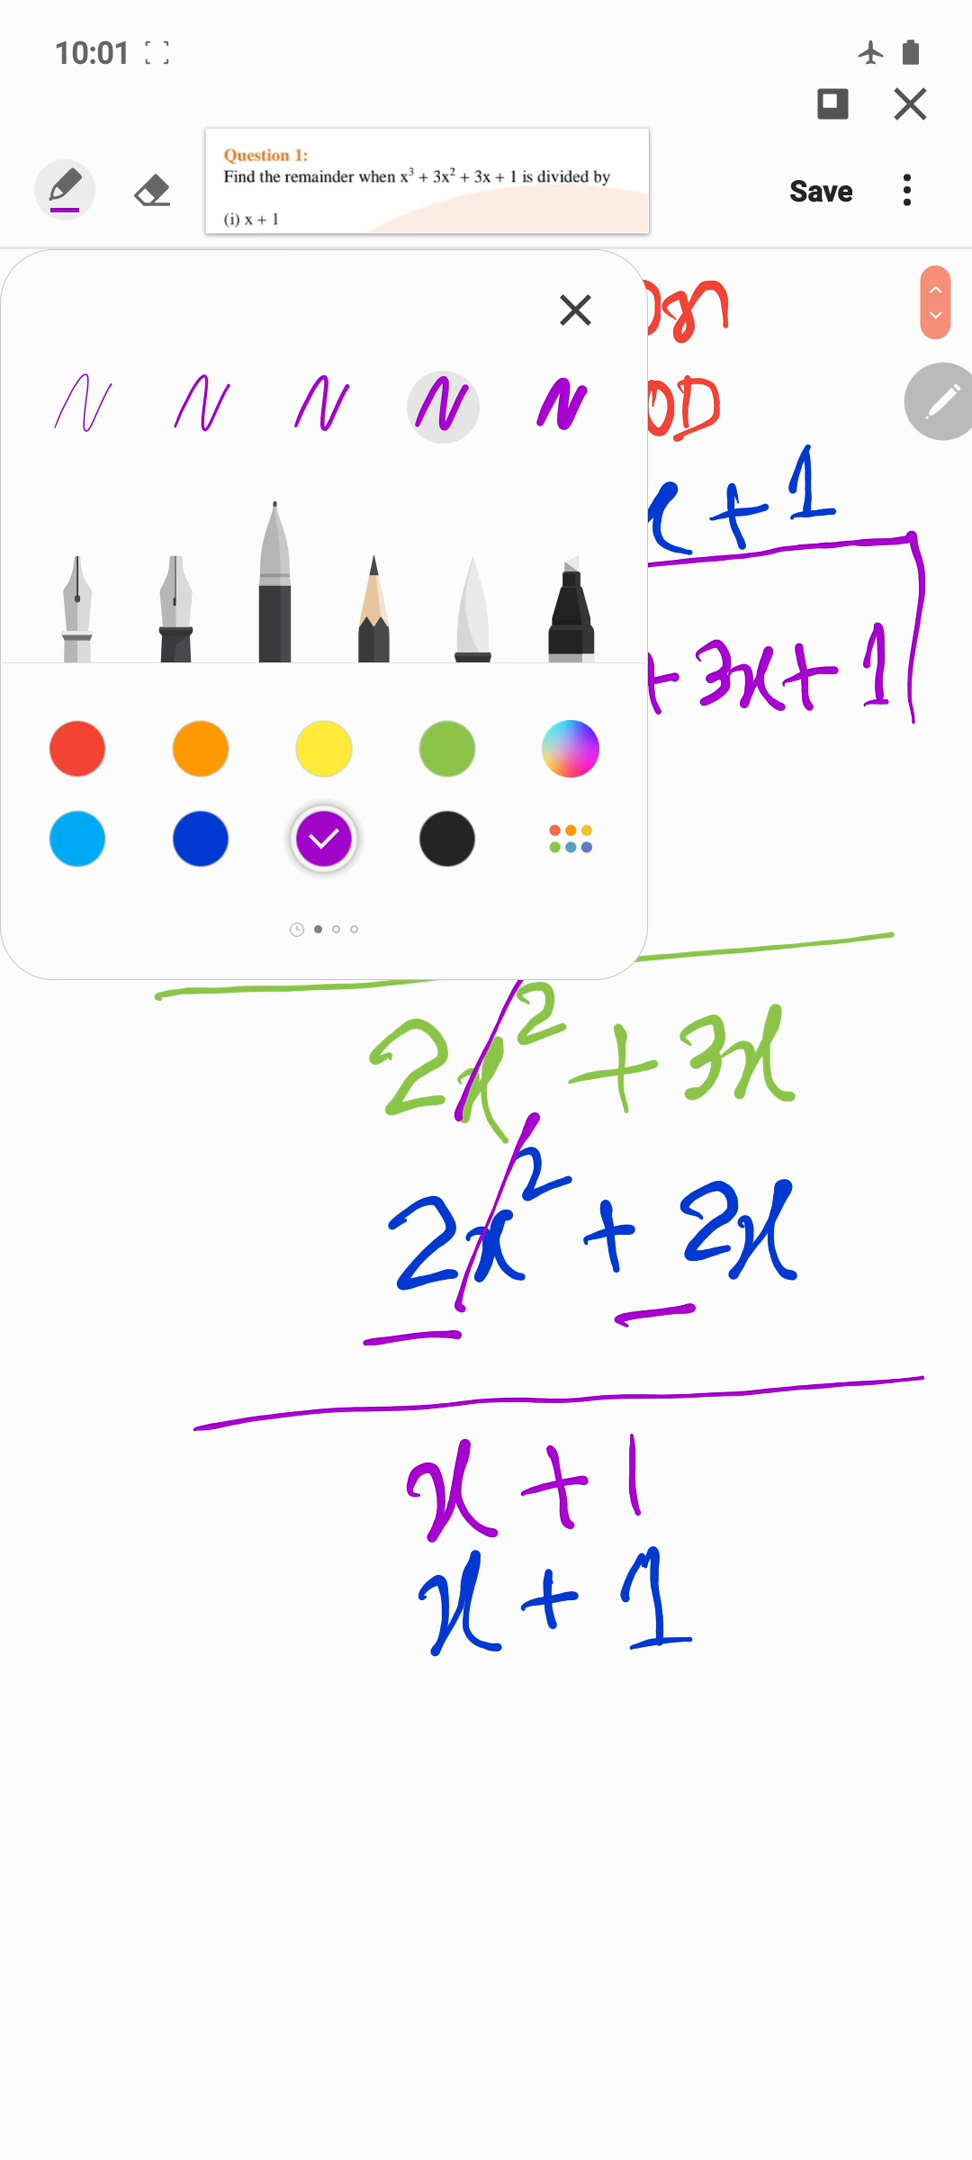 10:01
Question 1:
Find the remainder when x³ + 3x² + 3x + 1 is divided by
(i) x + 1
Save
OD
x + 1
+ 3x + 1
2x² + 3x
2x² + 2x
— —
x + 1
x + 1